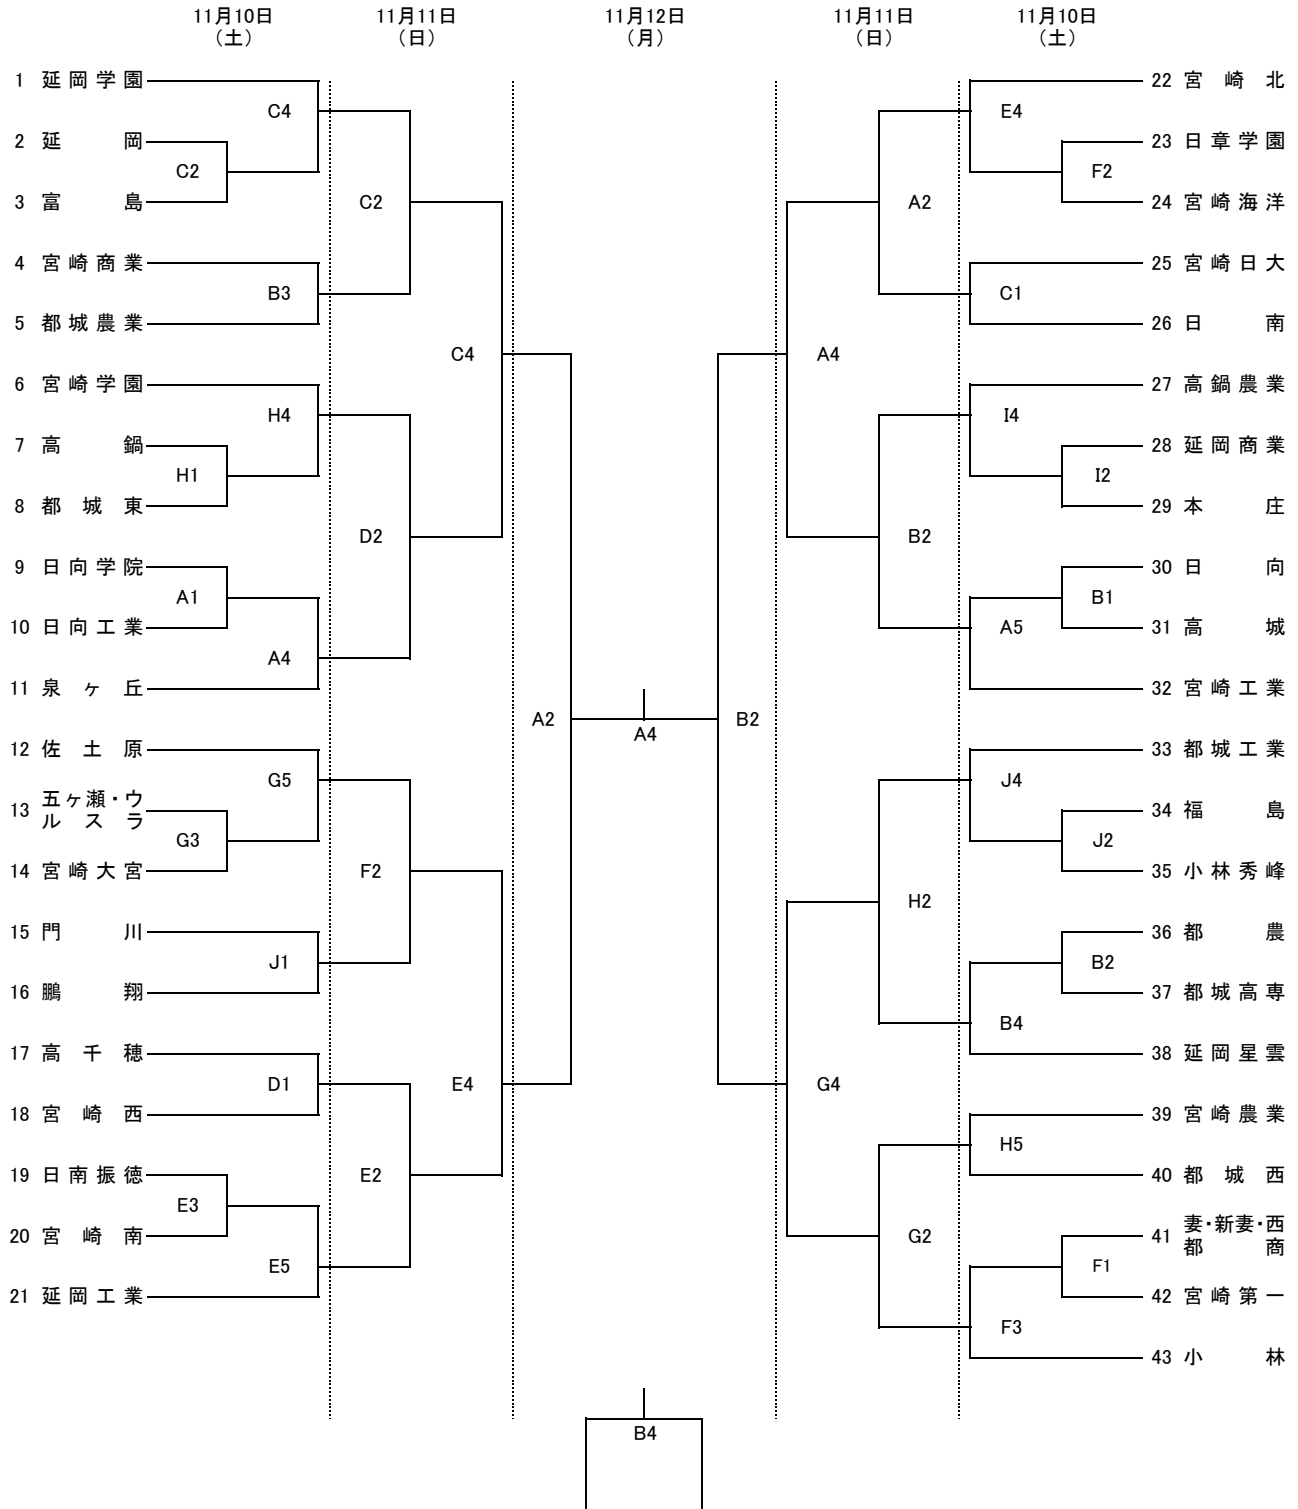 11月10日 11月11日 11月12日 11月11日 11月10日
（土） （日） （月） （日） （土）
1 延岡学園 22 宮崎北
C4 E4
2 延岡 23 日章学園
C2 F2
3 富島 C2 A2 24 宮崎海洋
4 宮崎商業 25 宮崎日大
B3 C1
5 都城農業 26 日南
C4 A4
6 宮崎学園 27 高鍋農業
H4 I4
7 高鍋 28 延岡商業
H1 I2
8 都城東 29 本庄
D2 B2
9 日向学院 30 日向
A1 B1
10 日向工業 31 高城
A4 A5
11 泉ヶ丘 32 宮崎工業
A2 A4 B2
12 佐土原 33 都城工業
G5 J4
13 五ヶ瀬・ウ 34 福島
ルスラ
G3 J2
14 宮崎大宮 F2 35 小林秀峰
H2
15 門川 36 都農
J1 B2
16 鵬翔 37 都城高専
B4
17 高千穂 38 延岡星雲
D1 E4 G4
18 宮崎西 39 宮崎農業
H5
19 日南振徳 E2 40 都城西
E3
20 宮崎南 G2 41 妻・新妻・西
都商
E5 F1
21 延岡工業 42 宮崎第一
F3
43 小林
B4